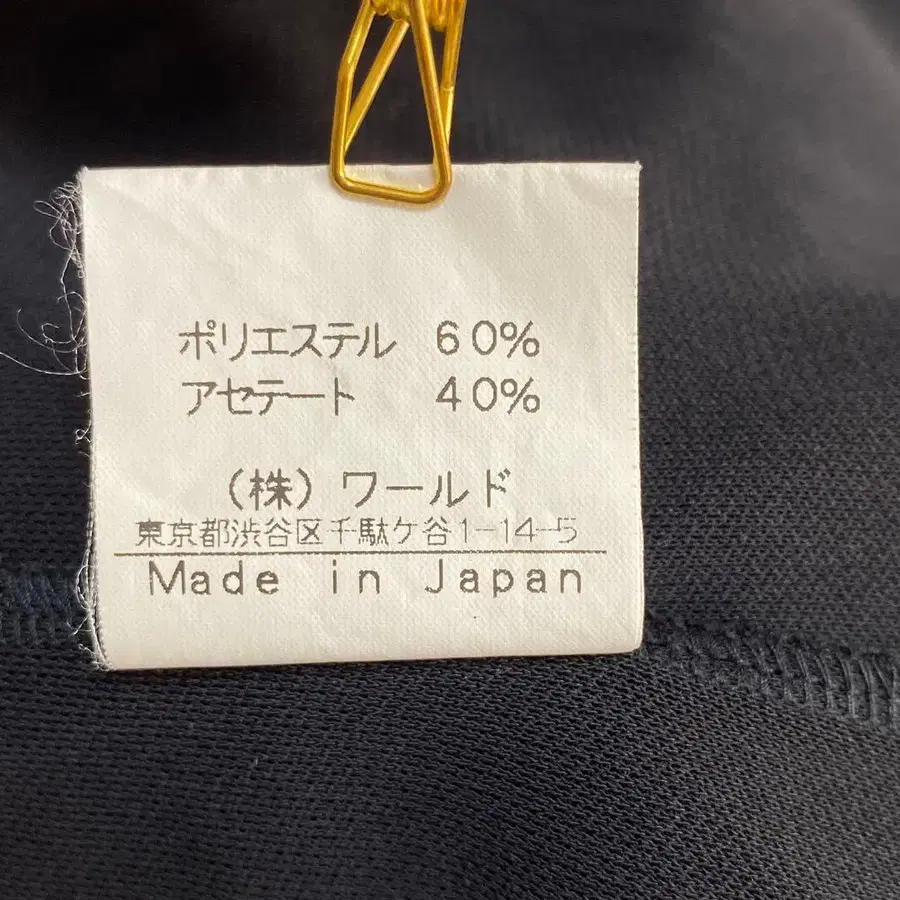 ポリエステル 60%
アセテート 40%
(株) ワールド
東京都渋谷区千駄ケ谷1-14-5
Made in Japan